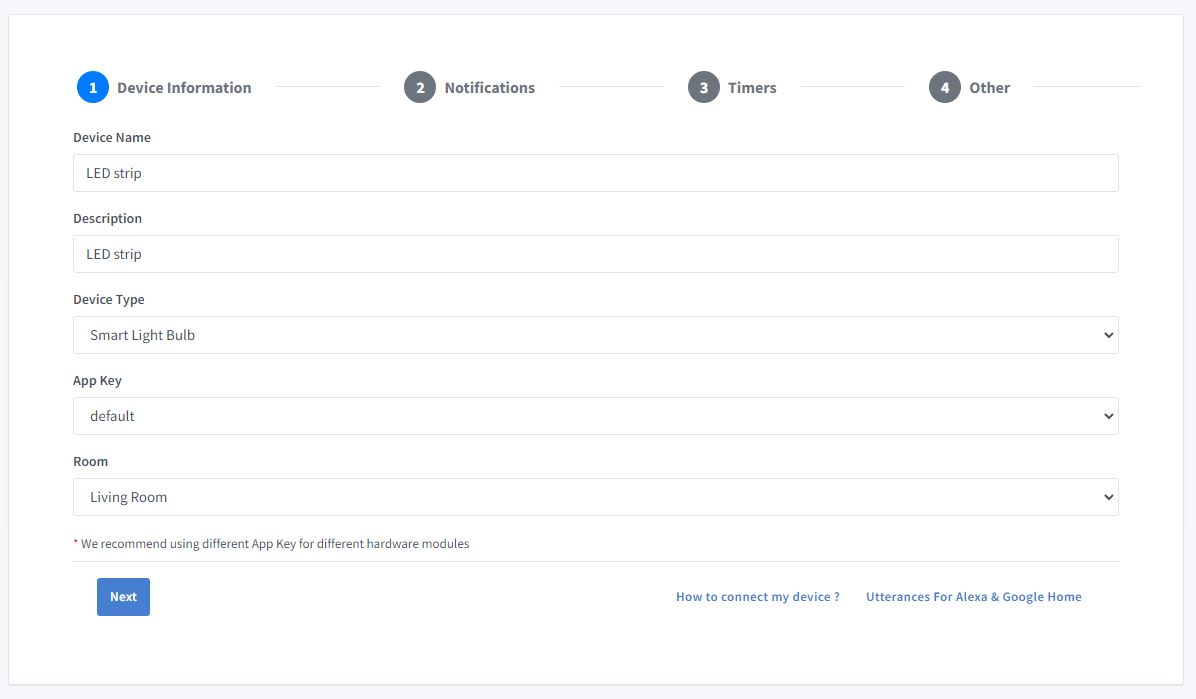 1 Device Information 2 Notifications 3 Timers 4 Other
Device Name
LED strip
Description
LED strip
Device Type
Smart Light Bulb
App Key
default
Room
Living Room
* We recommend using different App Key for different hardware modules
Next How to connect my device ? Utterances For Alexa & Google Home